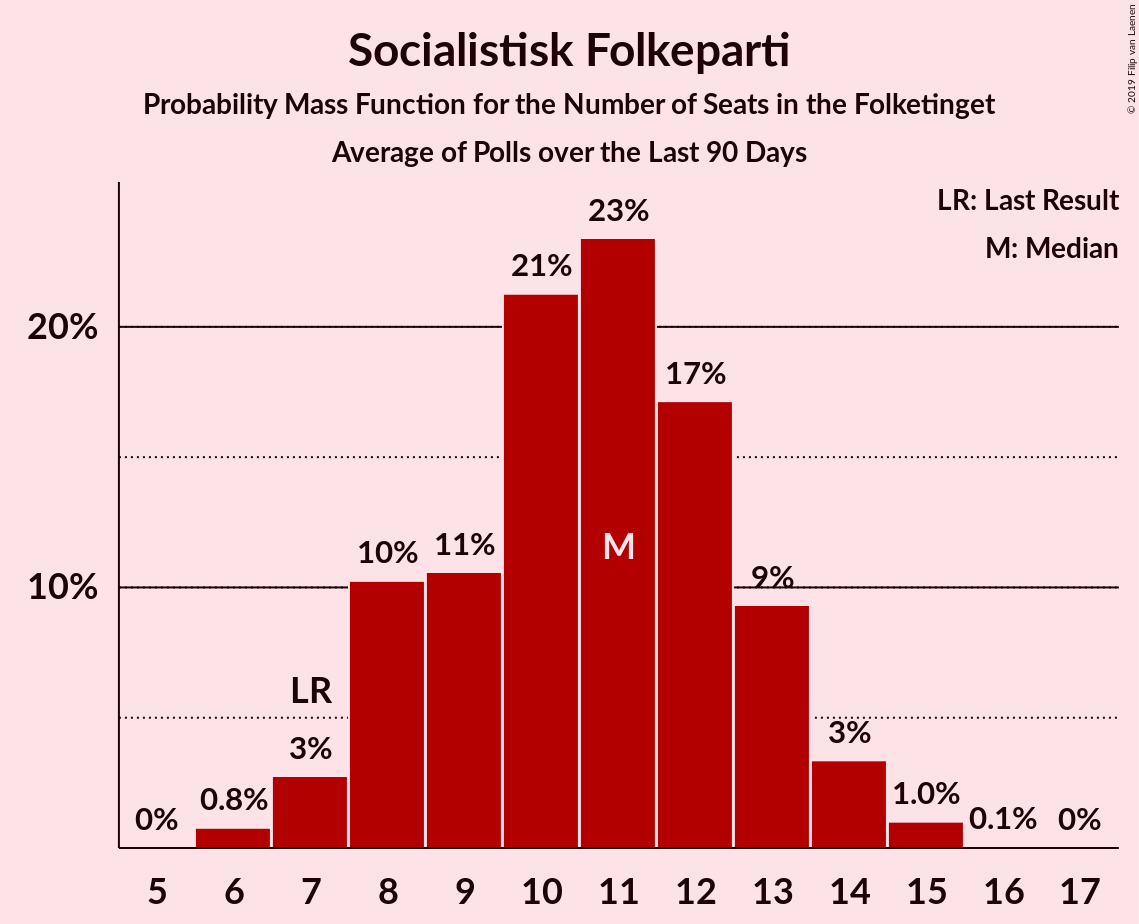 Socialistisk Folkeparti
Probability Mass Function for the Number of Seats in the Folketinget
Average of Polls over the Last 90 Days
© 2019 Filip van Laenen
LR: Last Result
M: Median
23%
21%
20%
17%
10%
11%
M
10%
9%
LR
3%
3%
0%
0.8%
1.0%
0.1%
0%
5 6 7 8 9 10 11 12 13 14 15 16 17